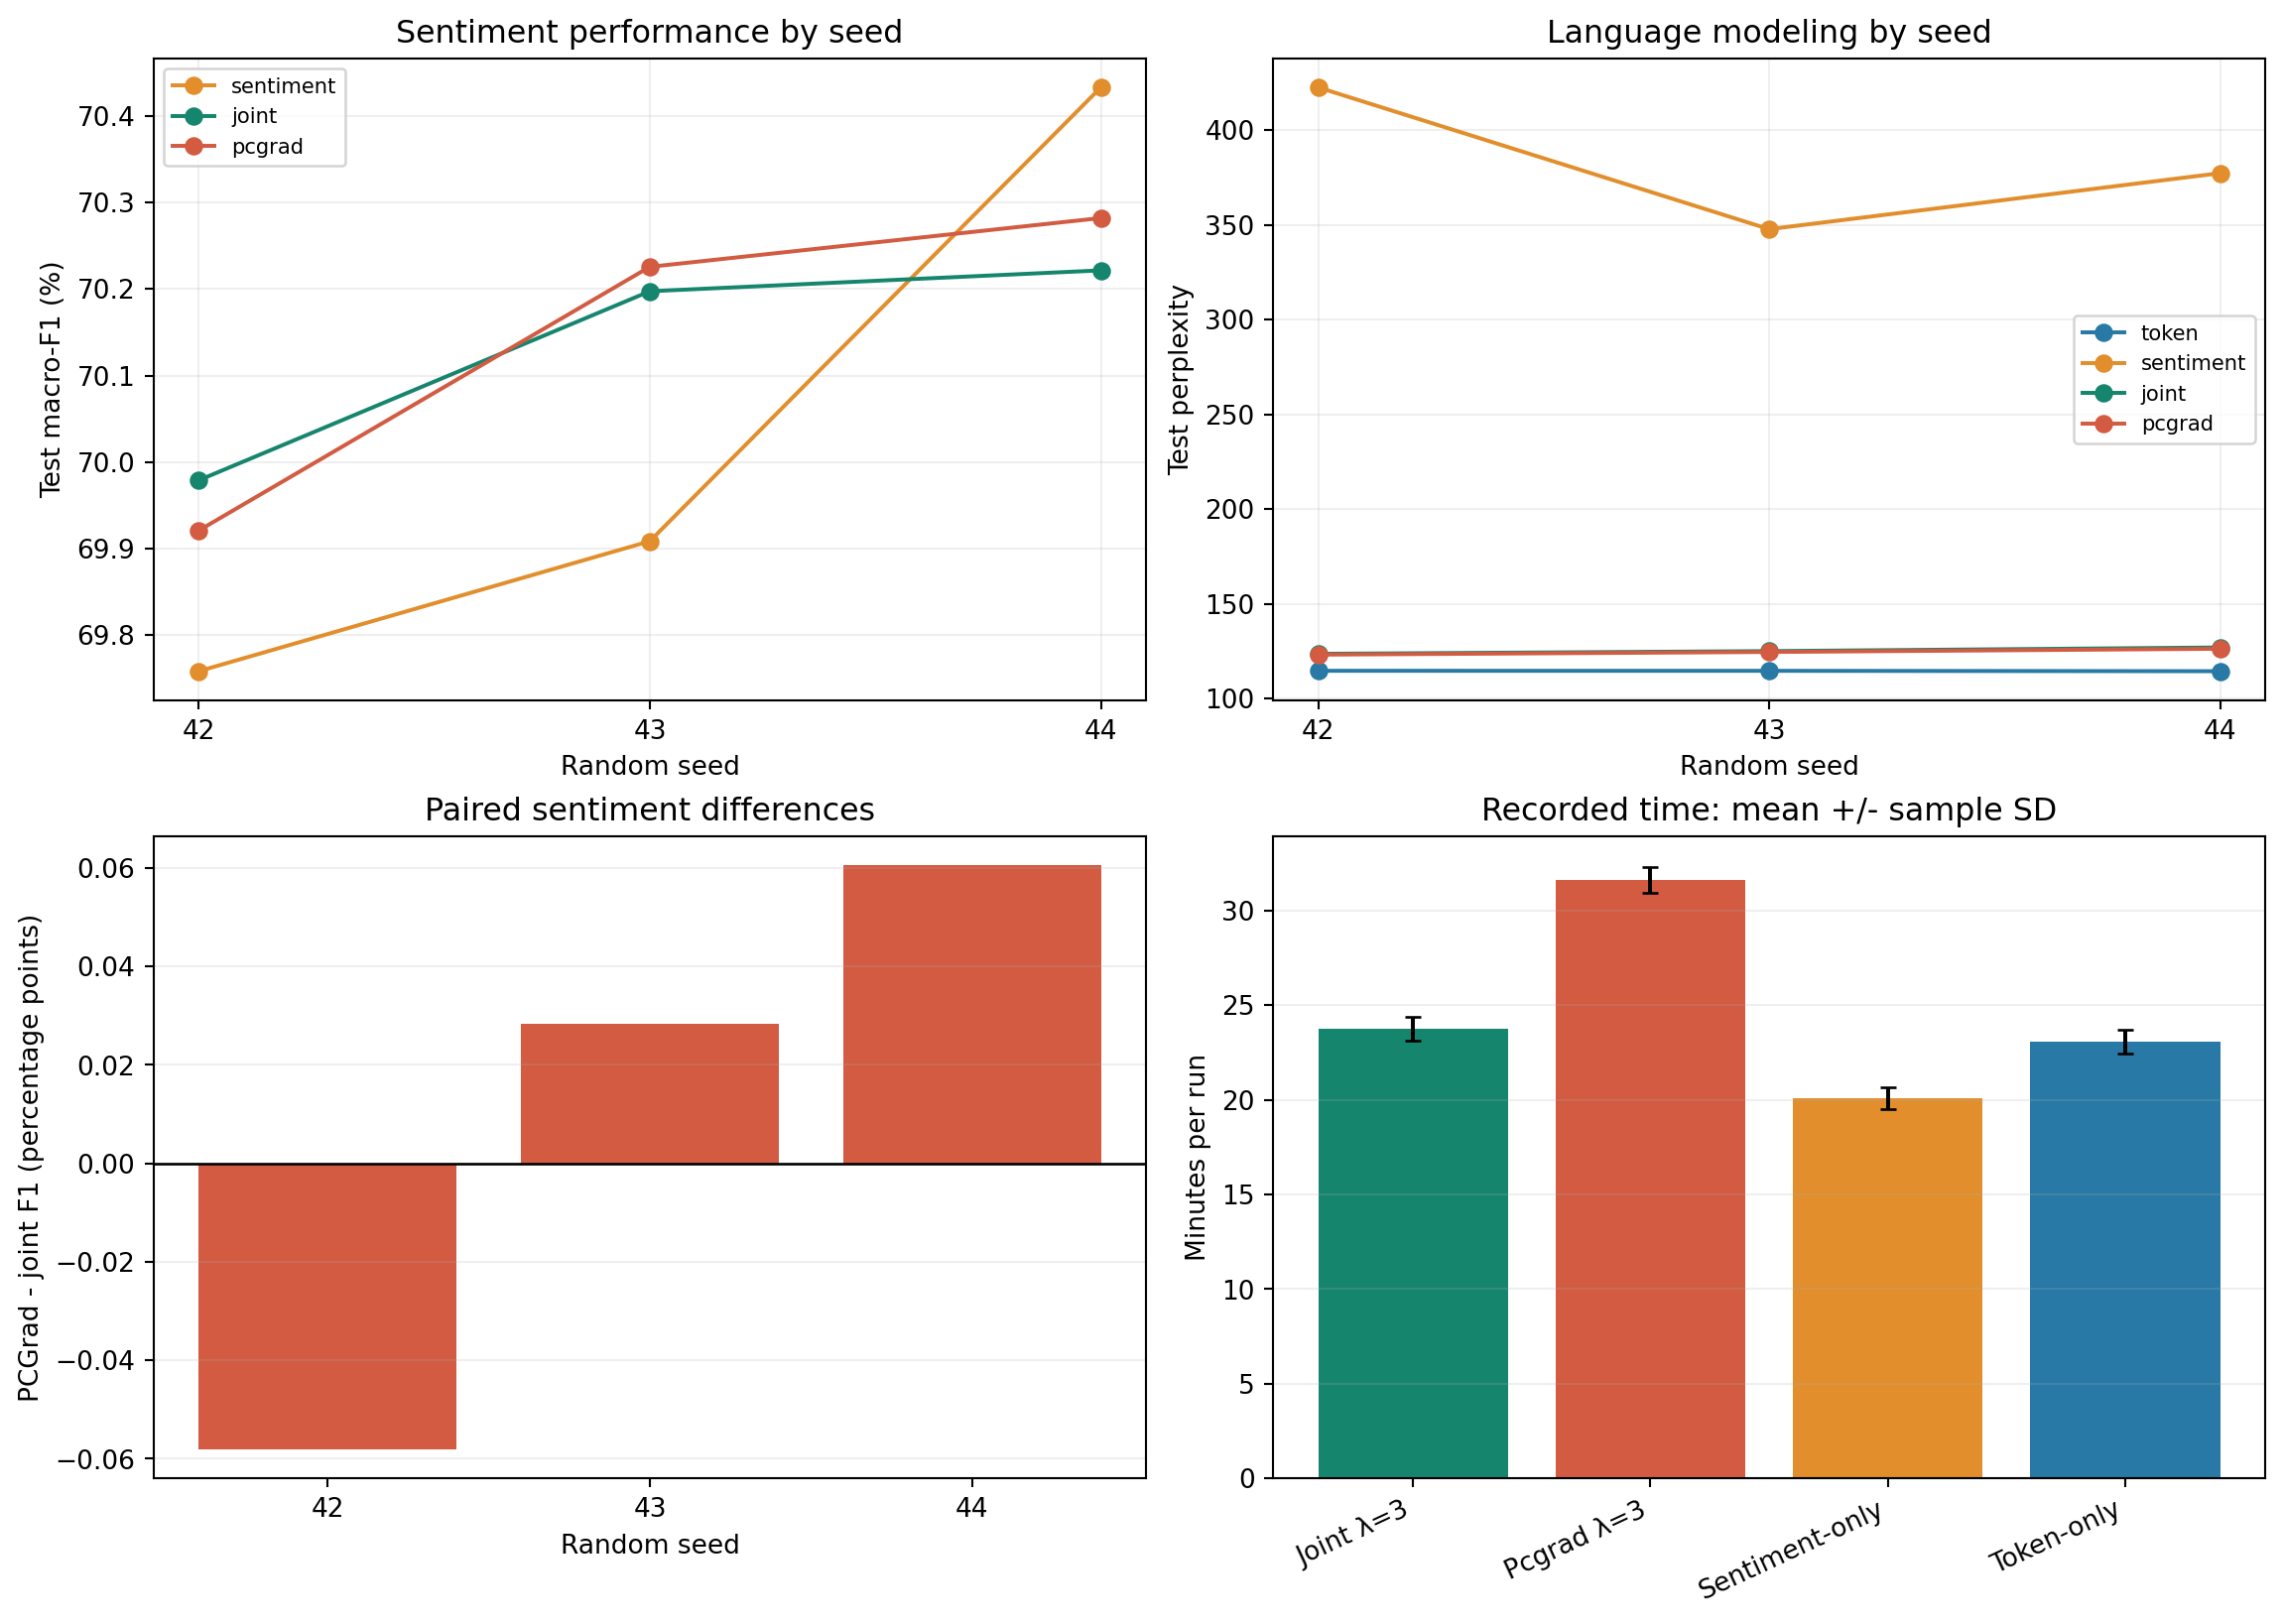 Sentiment performance by seed
sentiment
joint
pcgrad
70.4
70.3
70.2
70.1
70.0
69.9
69.8
Test macro-F1 (%)
42
43
44
Random seed
Language modeling by seed
token
sentiment
joint
pcgrad
400
350
300
250
200
150
100
Test perplexity
42
43
44
Random seed
Paired sentiment differences
0.06
0.04
0.02
0.00
−0.02
−0.04
−0.06
PCGrad - joint F1 (percentage points)
42
43
44
Random seed
Recorded time: mean +/- sample SD
30
25
20
15
10
5
0
Minutes per run
Joint λ=3
Pcgrad λ=3
Sentiment-only
Token-only